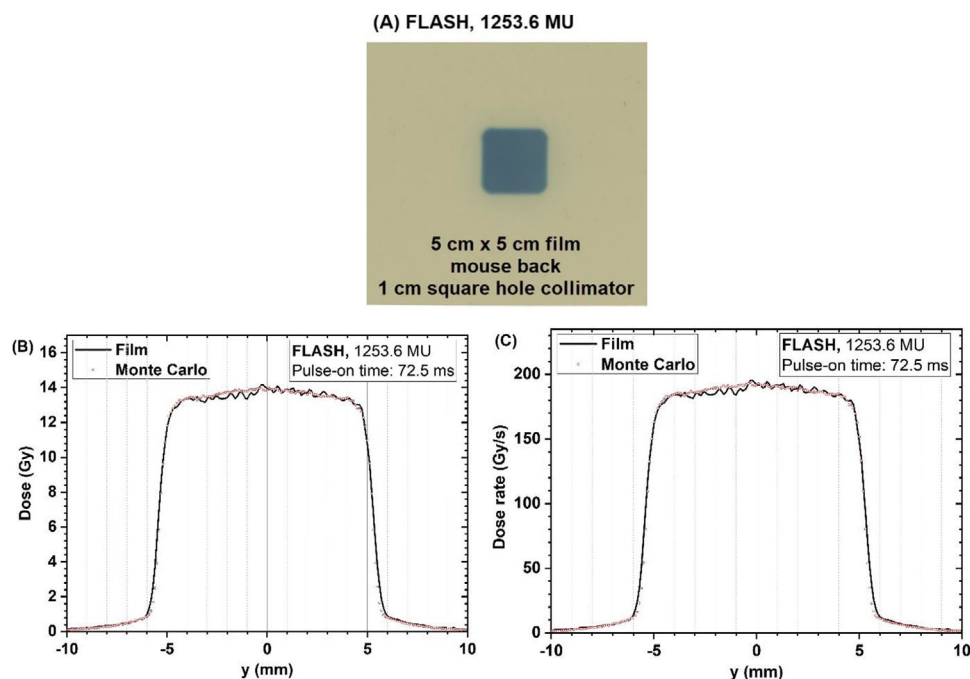 (A) FLASH, 1253.6 MU
5 cm x 5 cm film
mouse back
1 cm square hole collimator
(B)
Film
Monte Carlo
FLASH, 1253.6 MU
Pulse-on time: 72.5 ms
16
14
12
10
8
6
4
2
0
Dose (Gy)
-10
-5
0
5
10
y (mm)
(C)
Film
Monte Carlo
FLASH, 1253.6 MU
Pulse-on time: 72.5 ms
200
150
100
50
0
Dose rate (Gy/s)
-10
-5
0
5
10
y (mm)